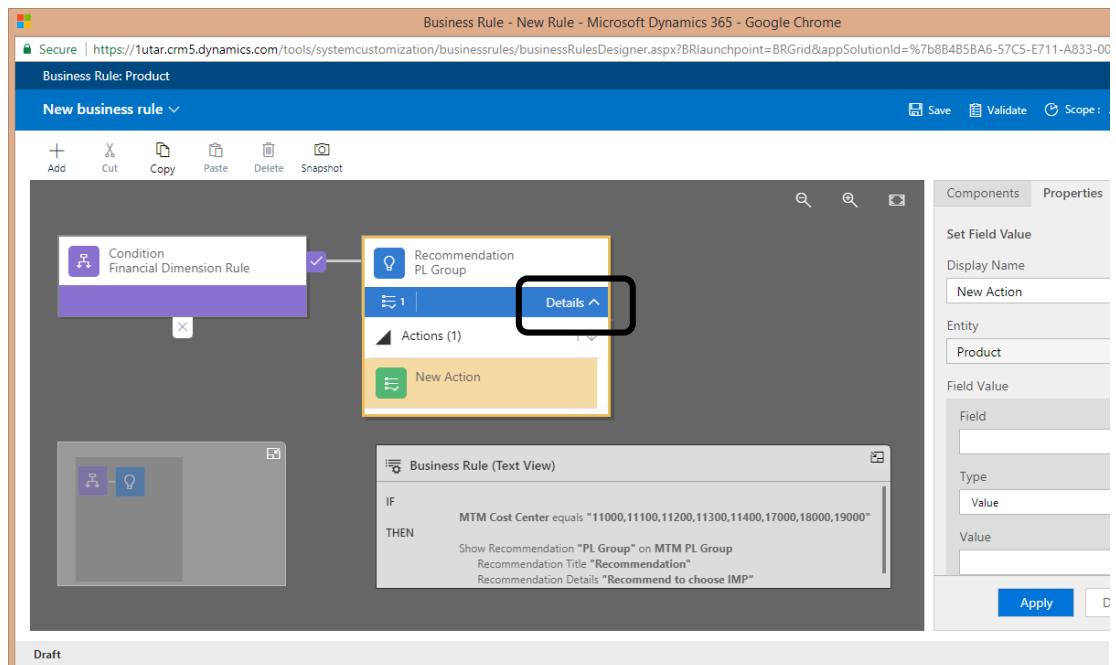 Business Rule - New Rule - Microsoft Dynamics 365 - Google Chrome
Secure | https://1utar.crm5.dynamics.com/tools/systemcustomization/businessrules/businessRulesDesigner.aspx?BRlaunchpoint=BRGrid&appSolutionId=%7b8B4B5BA6-57C5-E711-A833-00
Business Rule: Product
New business rule
Save Validate Scope :
Add Cut Copy Paste Delete Snapshot
Components Properties
Condition
Financial Dimension Rule
Recommendation
PL Group
1 Details
Actions (1)
New Action
Set Field Value
Display Name
New Action
Entity
Product
Field Value
Field
Type
Value
Value
Business Rule (Text View)
IF
MTM Cost Center equals "11000,11100,11200,11300,11400,17000,18000,19000"
THEN
Show Recommendation "PL Group" on MTM PL Group
Recommendation Title "Recommendation"
Recommendation Details "Recommend to choose IMP"
Apply D
Draft